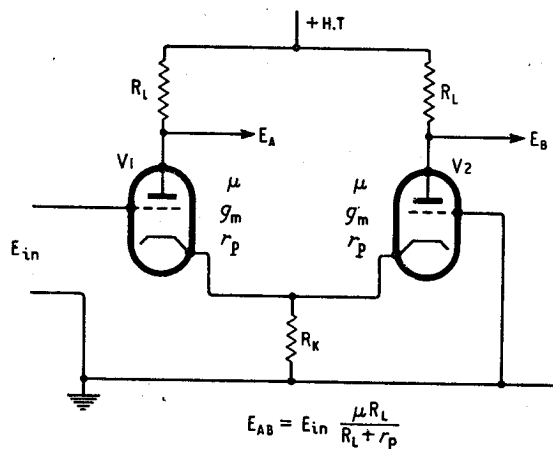 + H.T
R_L
R_L
E_A
E_B
V1
V2
μ
g_m
r_p
μ
g_m
r_p
E_in
R_K
E_AB = E_in μR_L / R_L + r_p